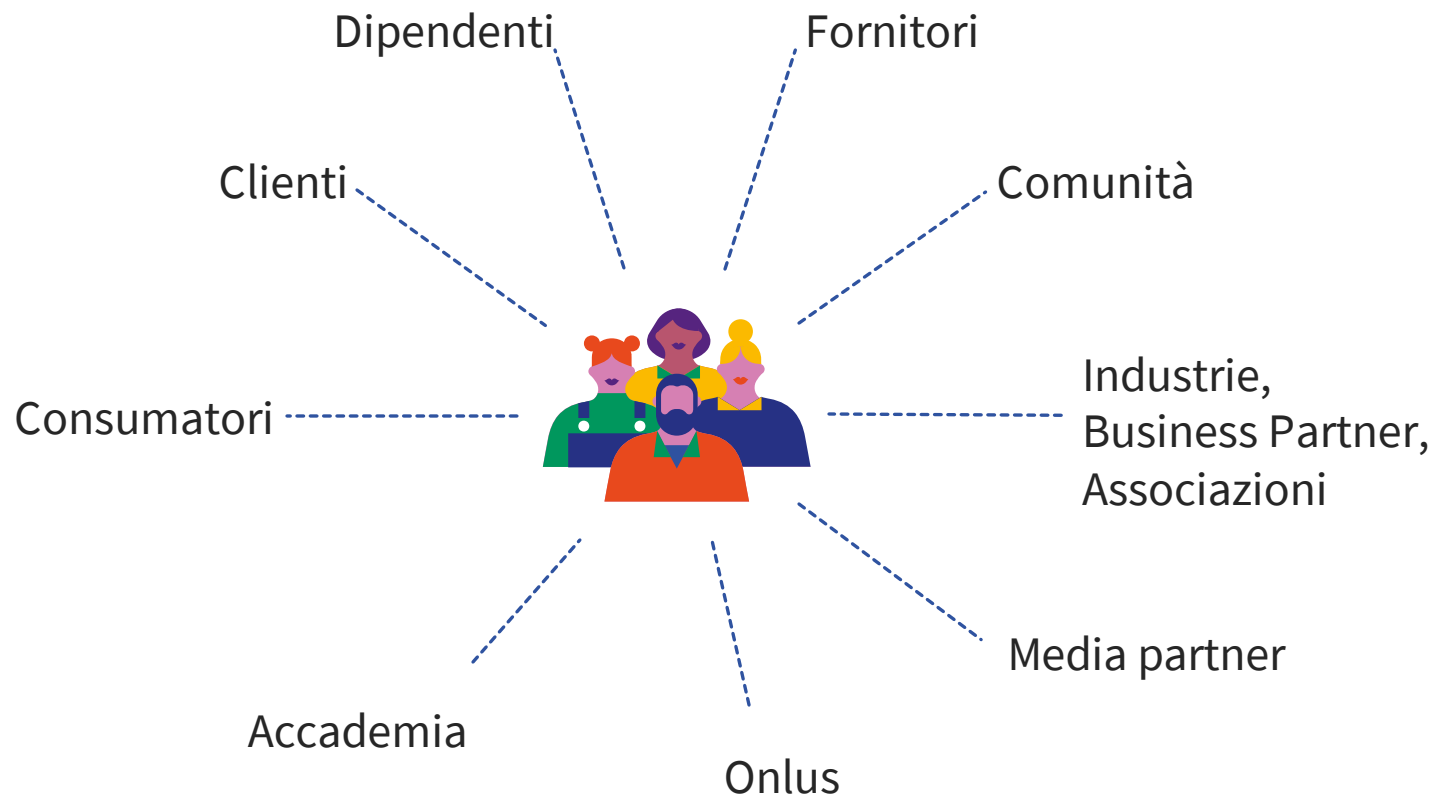 Dipendenti
Fornitori
Clienti
Comunità
Consumatori
Industrie,
Business Partner,
Associazioni
Media partner
Accademia
Onlus